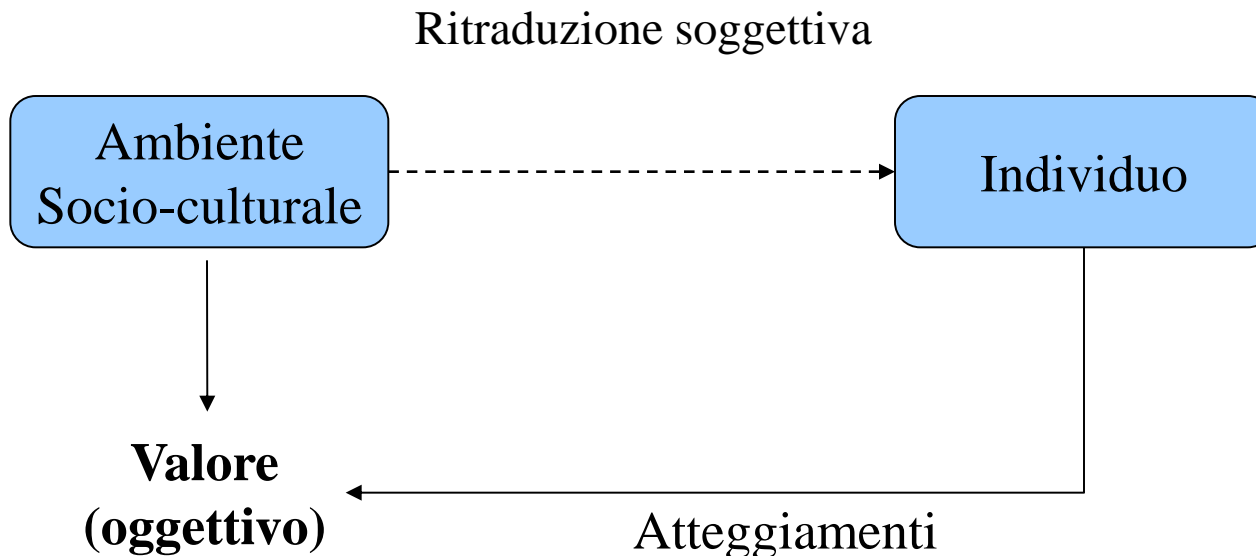 Ritraduzione soggettiva
Ambiente
Socio-culturale
Individuo
Valore
(oggettivo)
Atteggiamenti